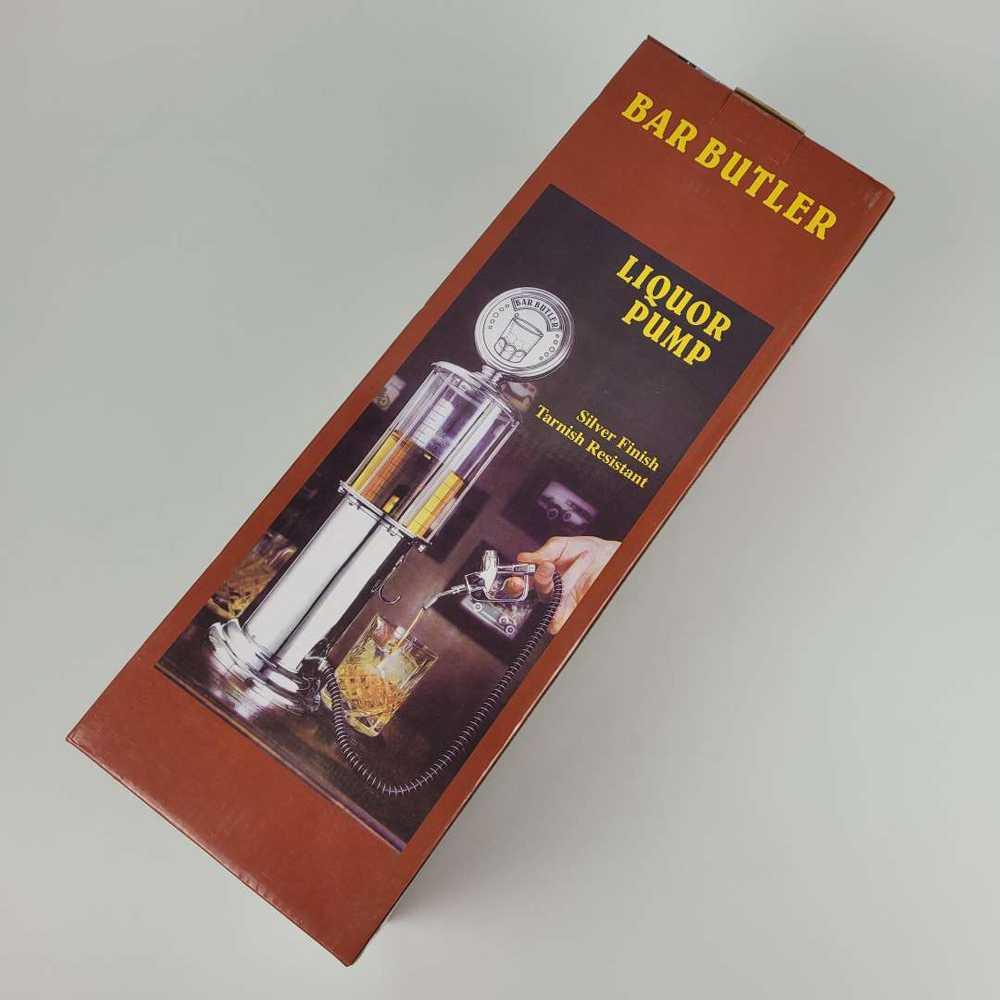 BAR BUTLER
LIQUOR
PUMP
BAR BUTLER
Silver Finish
Tarnish Resistant